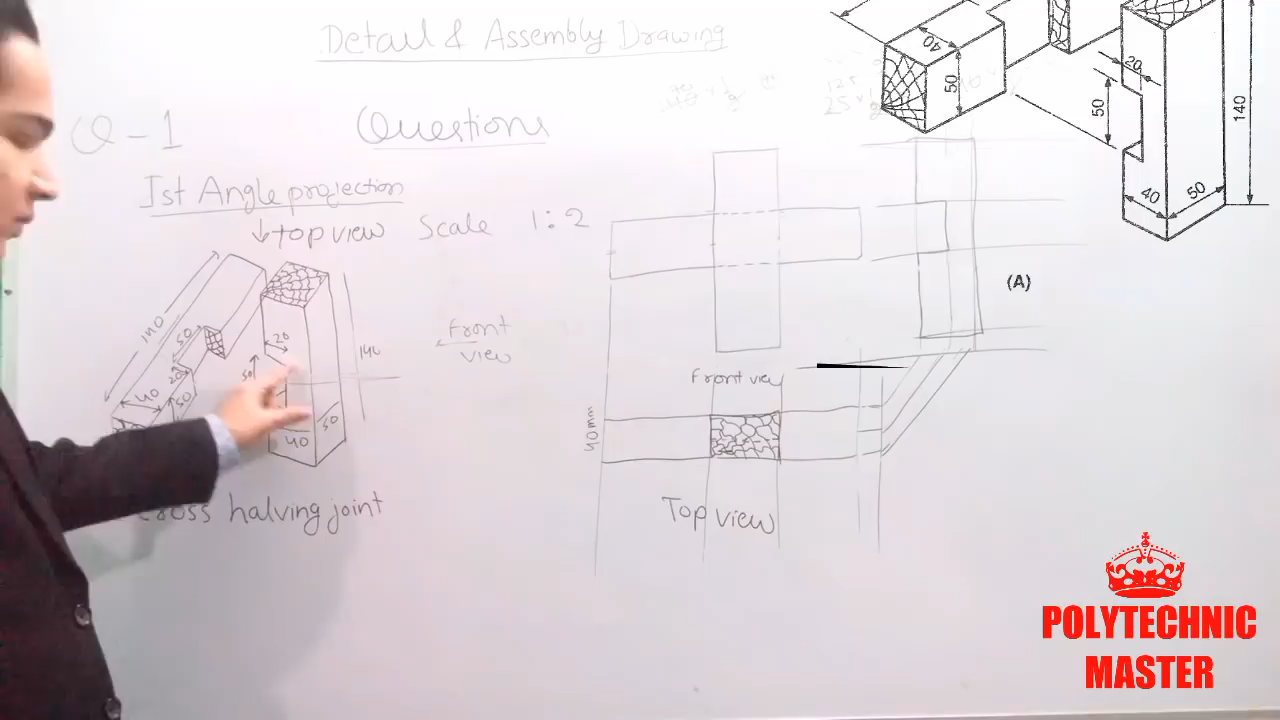 Detail & Assembly Drawing
Q-1
Questions
Ist Angle projection
↓ Top view Scale 1:2
140
50
20
40
50
20
50
140
40
50
Front
view
halving joint
Front view
40mm
Top view
40
50
20
50
140
40
50
(A)
POLYTECHNIC
MASTER